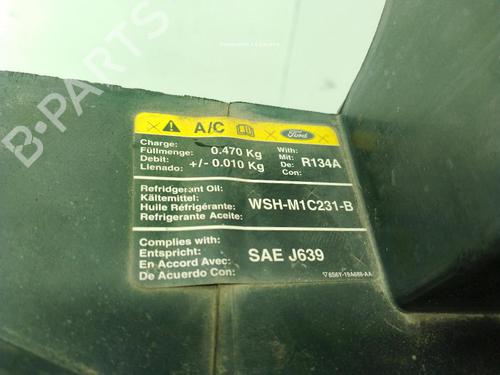 A/C Ford
Charge:
Füllmenge: 0.470 Kg With:
Debit: +/- 0.010 Kg Mit: R134A
Llenado: De:
Con:
Refridgerant Oil:
Kältemittel: WSH-M1C231-B
Huile Réfrigérante:
Refrigerante Aceite:
Complies with:
Entspricht: SAE J639
En Accord Avec:
De Acuerdo Con:
B-PARTS